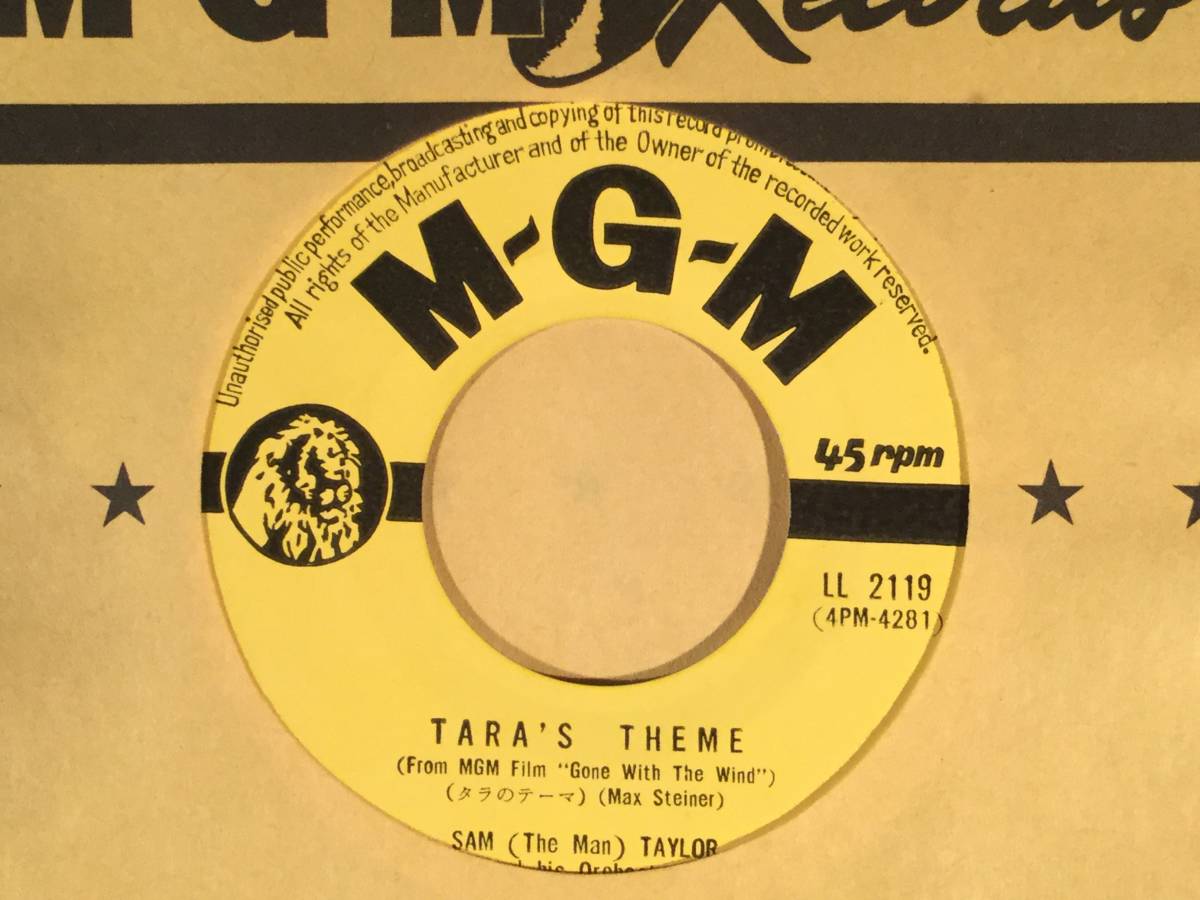 M G M Records
Unauthorised public performance, broadcasting and copying of this record
All rights of the Manufacturer and of the Owner of the recorded work reserved.
M-G-M
45 rpm
LL 2119
(4PM-4281)
TARA'S THEME
(From MGM Film "Gone With The Wind")
(タラのテーマ) (Max Steiner)
SAM (The Man) TAYLOR
his